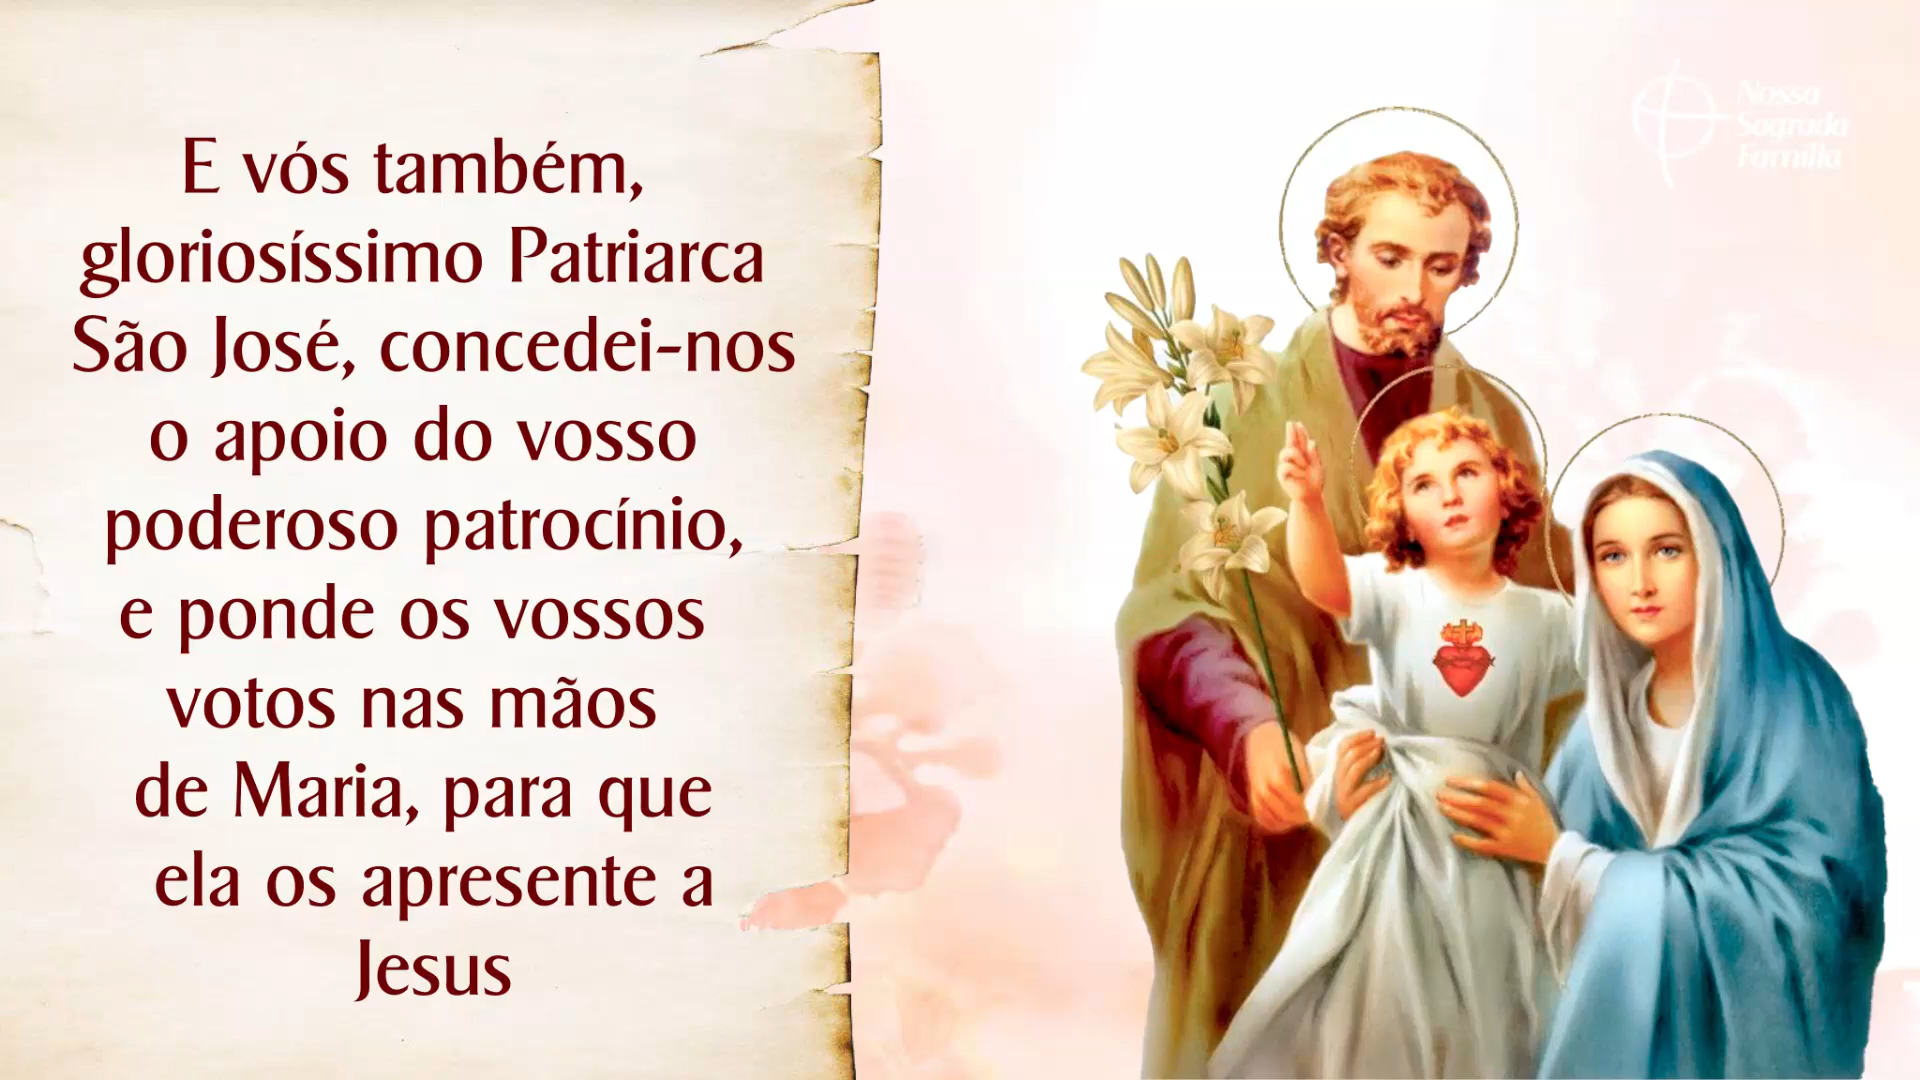 E vós também,
gloriosíssimo Patriarca
São José, concedei-nos
o apoio do vosso
poderoso patrocínio,
e ponde os vossos
votos nas mãos
de Maria, para que
ela os apresente a
Jesus
Nossa
Sagrada
Família